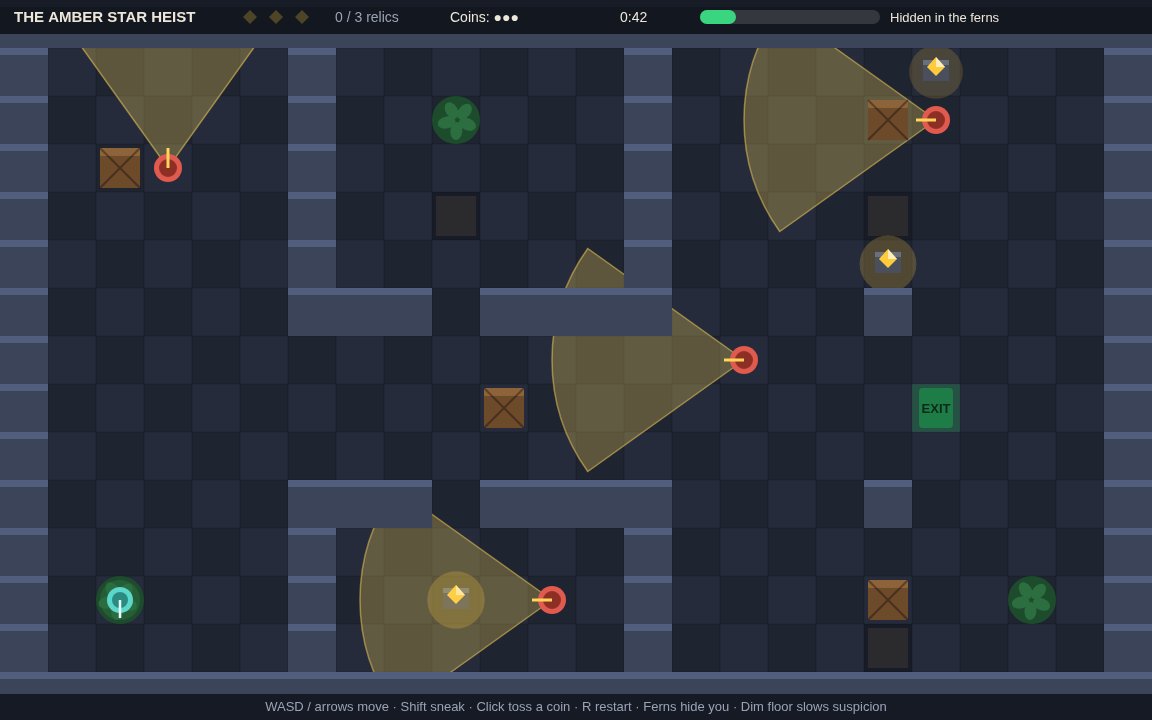 THE AMBER STAR HEIST 0 / 3 relics Coins: ●●● 0:42 Hidden in the ferns
EXIT
WASD / arrows move · Shift sneak · Click toss a coin · R restart · Ferns hide you · Dim floor slows suspicion